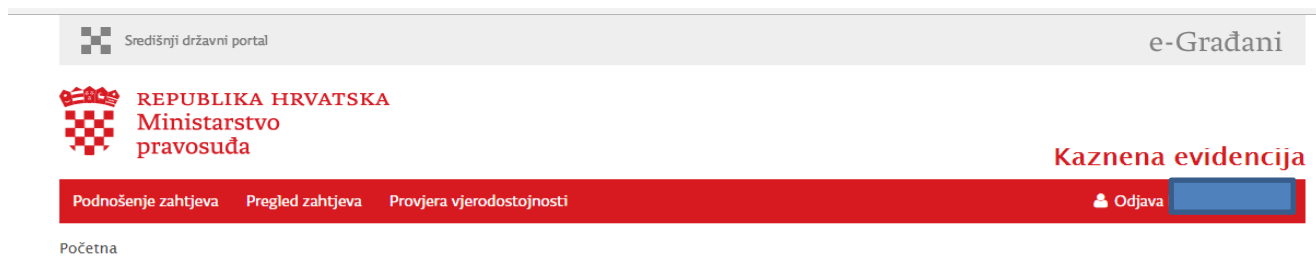 Središnji državni portal
e-Građani
REPUBLIKA HRVATSKA
Ministarstvo
pravosuđa
Kaznena evidencija
Podnošenje zahtjeva Pregled zahtjeva Provjera vjerodostojnosti Odjava
Početna